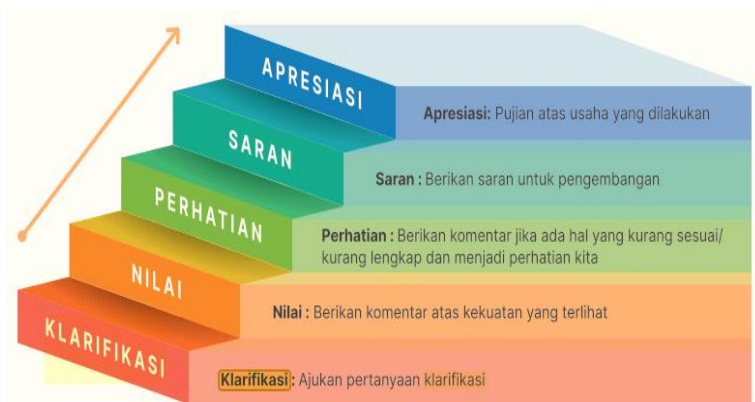 APRESIASI
Apresiasi: Pujian atas usaha yang dilakukan
SARAN
Saran : Berikan saran untuk pengembangan
PERHATIAN
Perhatian : Berikan komentar jika ada hal yang kurang sesuai/
kurang lengkap dan menjadi perhatian kita
NILAI
Nilai : Berikan komentar atas kekuatan yang terlihat
KLARIFIKASI
Klarifikasi : Ajukan pertanyaan klarifikasi